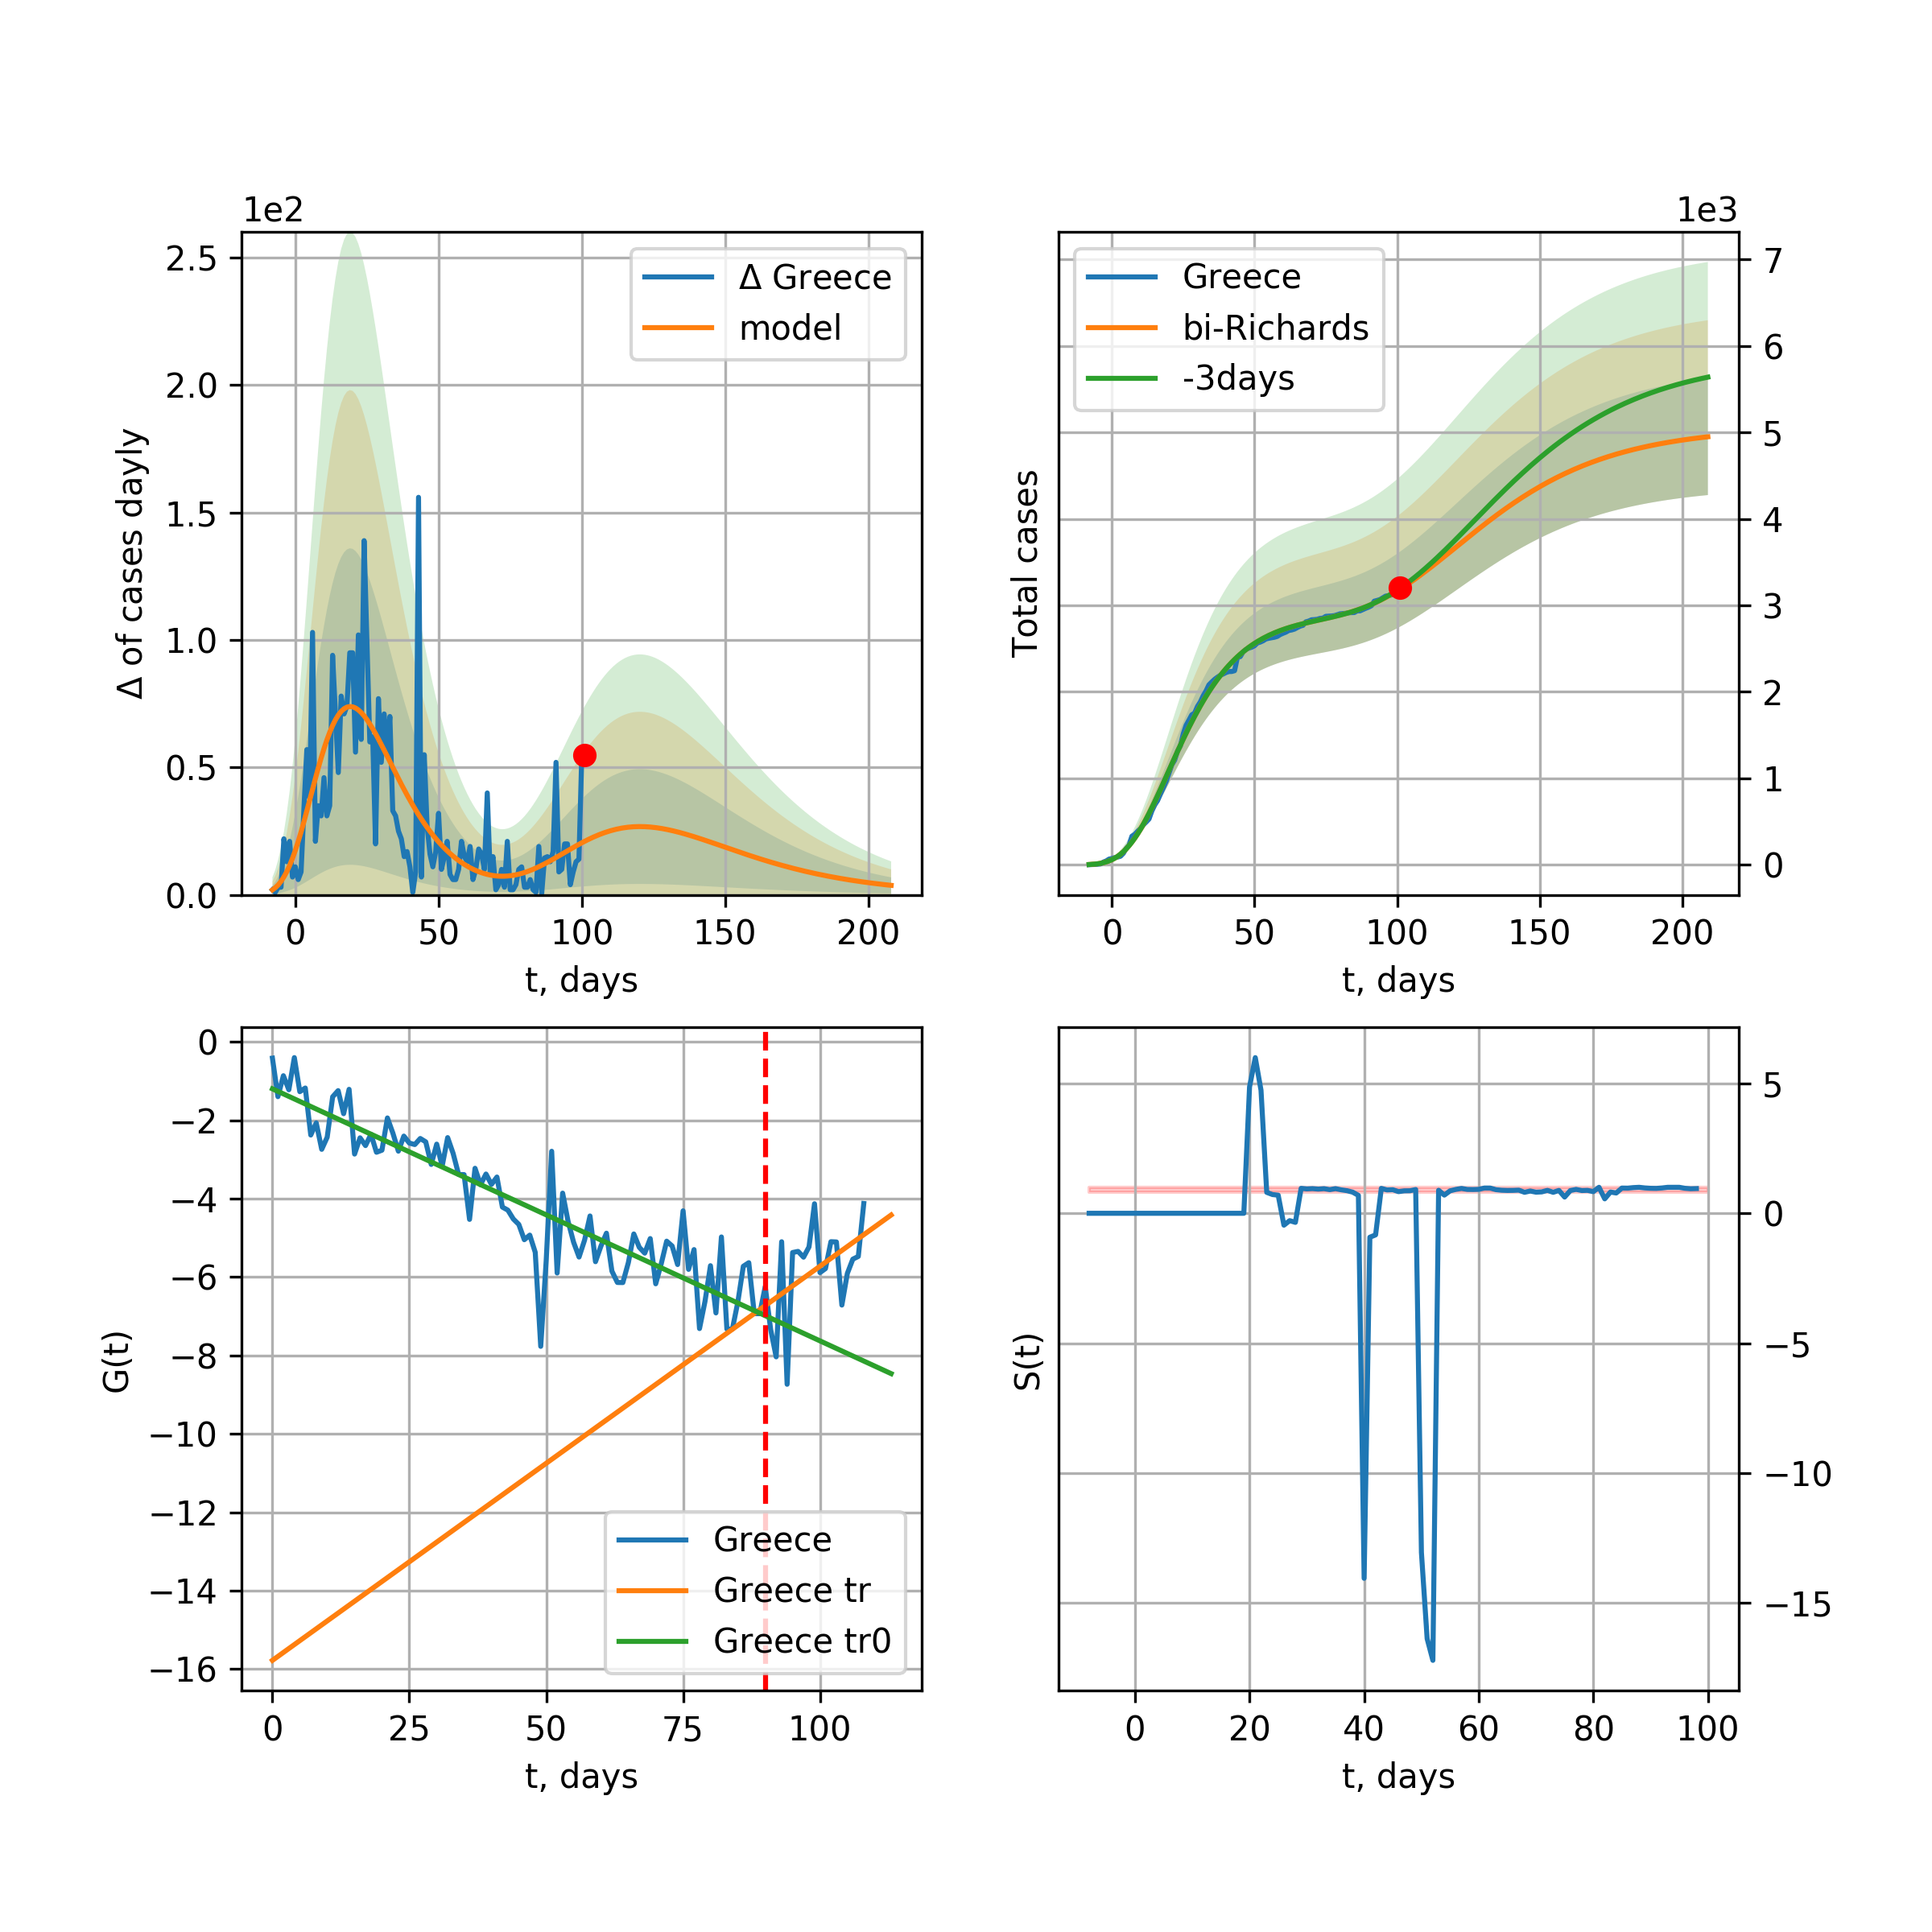 1e2
2.5
2.0
1.5
1.0
0.5
0.0
0 50 100 150 200
t, days
Δ of cases dayly
Δ Greece
model
1e3
7
6
5
4
3
2
1
0
0 50 100 150 200
t, days
Total cases
Greece
bi-Richards
-3days
0
−2
−4
−6
−8
−10
−12
−14
−16
0 25 50 75 100
t, days
G(t)
Greece
Greece tr
Greece tr0
5
0
−5
−10
−15
0 20 40 60 80 100
t, days
S(t)